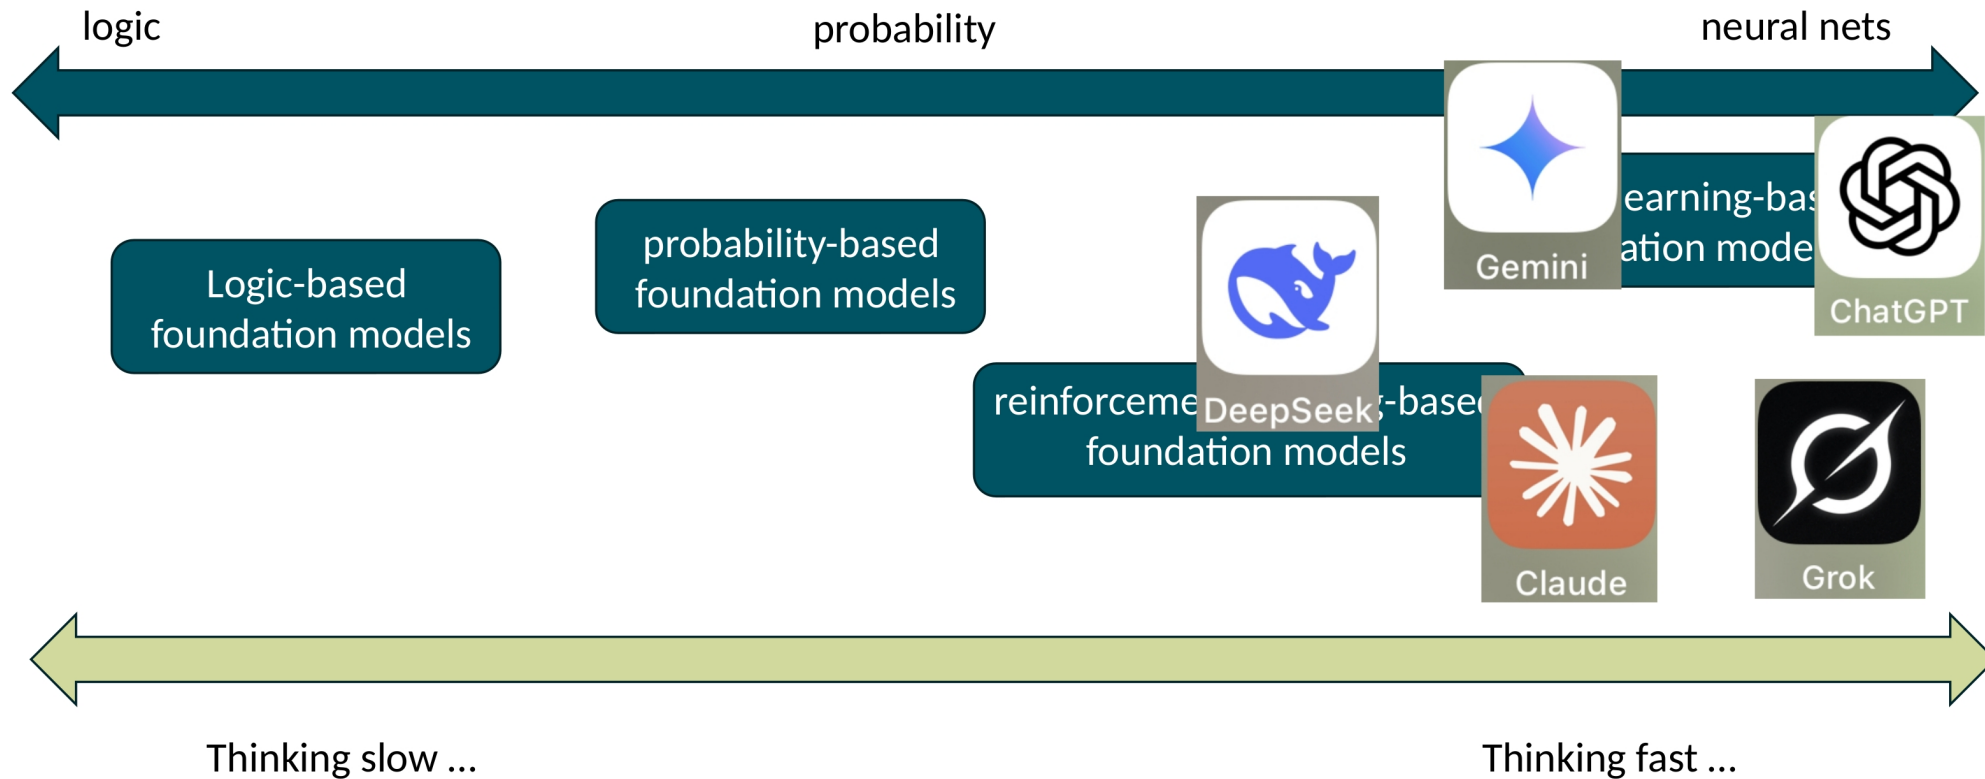 logic
probability
neural nets
Gemini
earning-bas
ation mode
ChatGPT
probability-based
foundation models
Logic-based
foundation models
DeepSeek
reinforceme g-based
foundation models
Claude
Grok
Thinking slow ...
Thinking fast ...